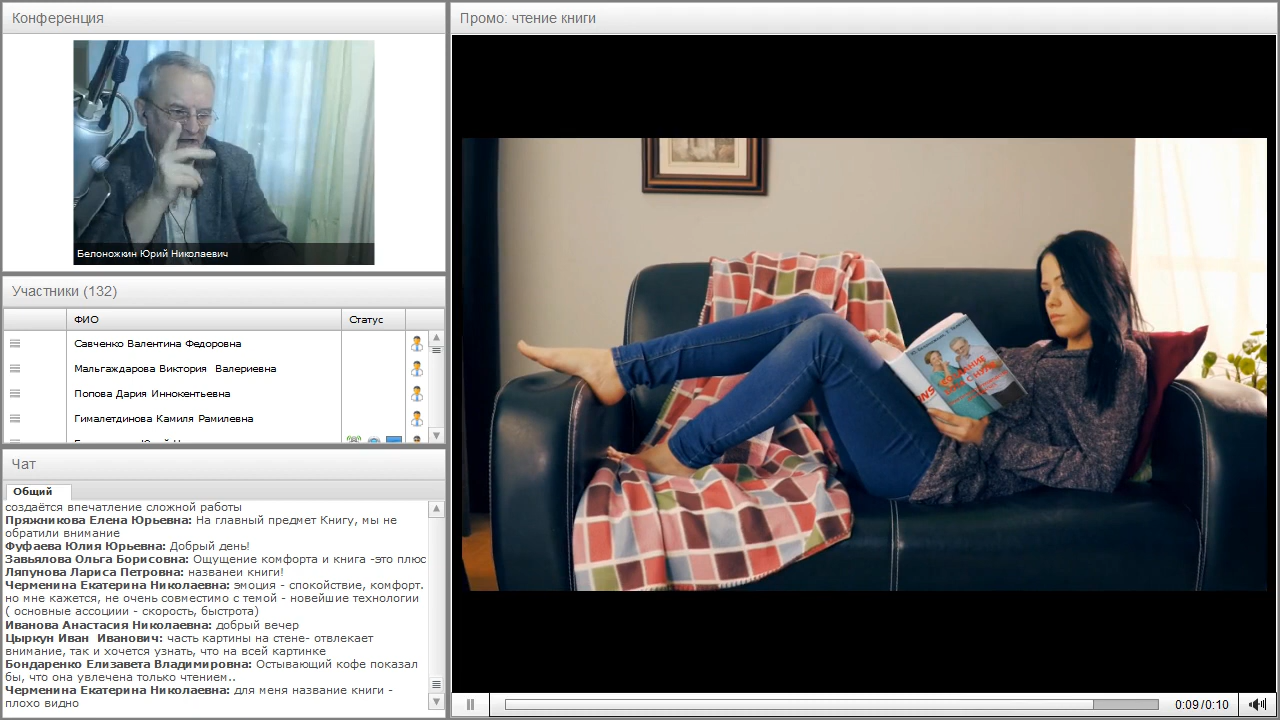 Конференция
Белоножкин Юрий Николаевич
Участники (132)
ФИО Статус
Савченко Валентина Федоровна
Мальгаждарова Виктория Валериевна
Попова Дария Иннокентьевна
Гималетдинова Камиля Рамилевна
Чат
Общий
создаётся впечатление сложной работы
Пряжникова Елена Юрьевна: На главный предмет Книгу, мы не
обратили внимание
Фуфаева Юлия Юрьевна: Добрый день!
Завьялова Ольга Борисовна: Ощущение комфорта и книга -это плюс
Ляпунова Лариса Петровна: названеи книги!
Черменина Екатерина Николаевна: эмоция - спокойствие, комфорт.
но мне кажется, не очень совместимо с темой - новейшие технологии
( основные ассоциии - скорость, быстрота)
Иванова Анастасия Николаевна: добрый вечер
Цыркун Иван Иванович: часть картины на стене- отвлекает
внимание, так и хочется узнать, что на всей картинке
Бондаренко Елизавета Владимировна: Остывающий кофе показал
бы, что она увлечена только чтением..
Черменина Екатерина Николаевна: для меня название книги -
плохо видно
Промо: чтение книги
0:09/0:10